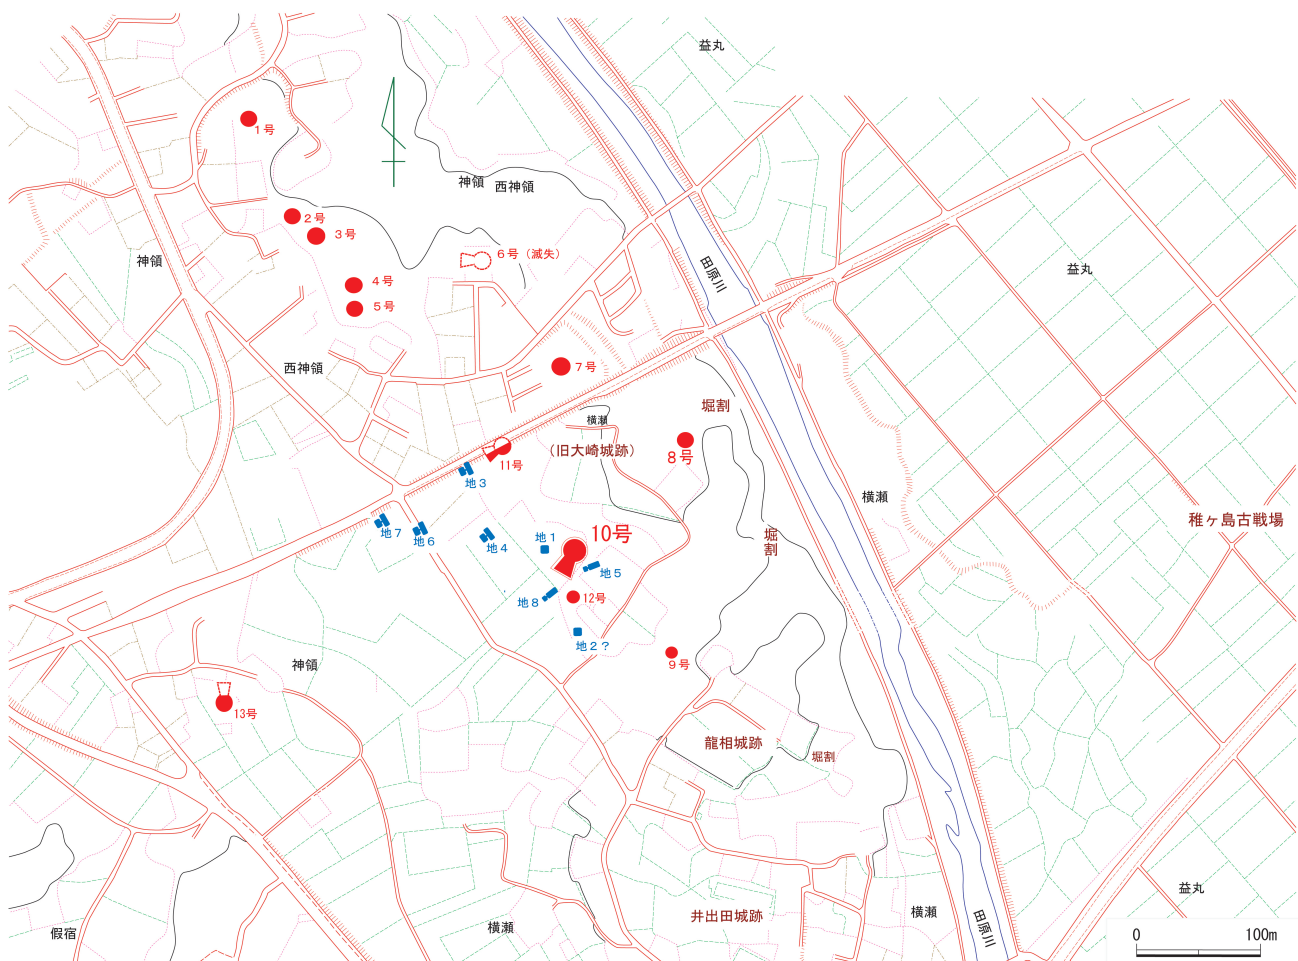 益丸
1号
神領
西神領
2号
3号
神領
6号（滅失）
田原川
益丸
4号
5号
西神領
7号
堀割
横瀬
（旧大崎城跡）
8号
11号
地3
横瀬
稚ヶ島古戦場
地7
地6
地4
地1
10号
堀割
地5
地8
12号
地2?
9号
神領
13号
龍相城跡
堀割
益丸
井出田城跡
横瀬
横瀬
田原川
假宿
0
100m